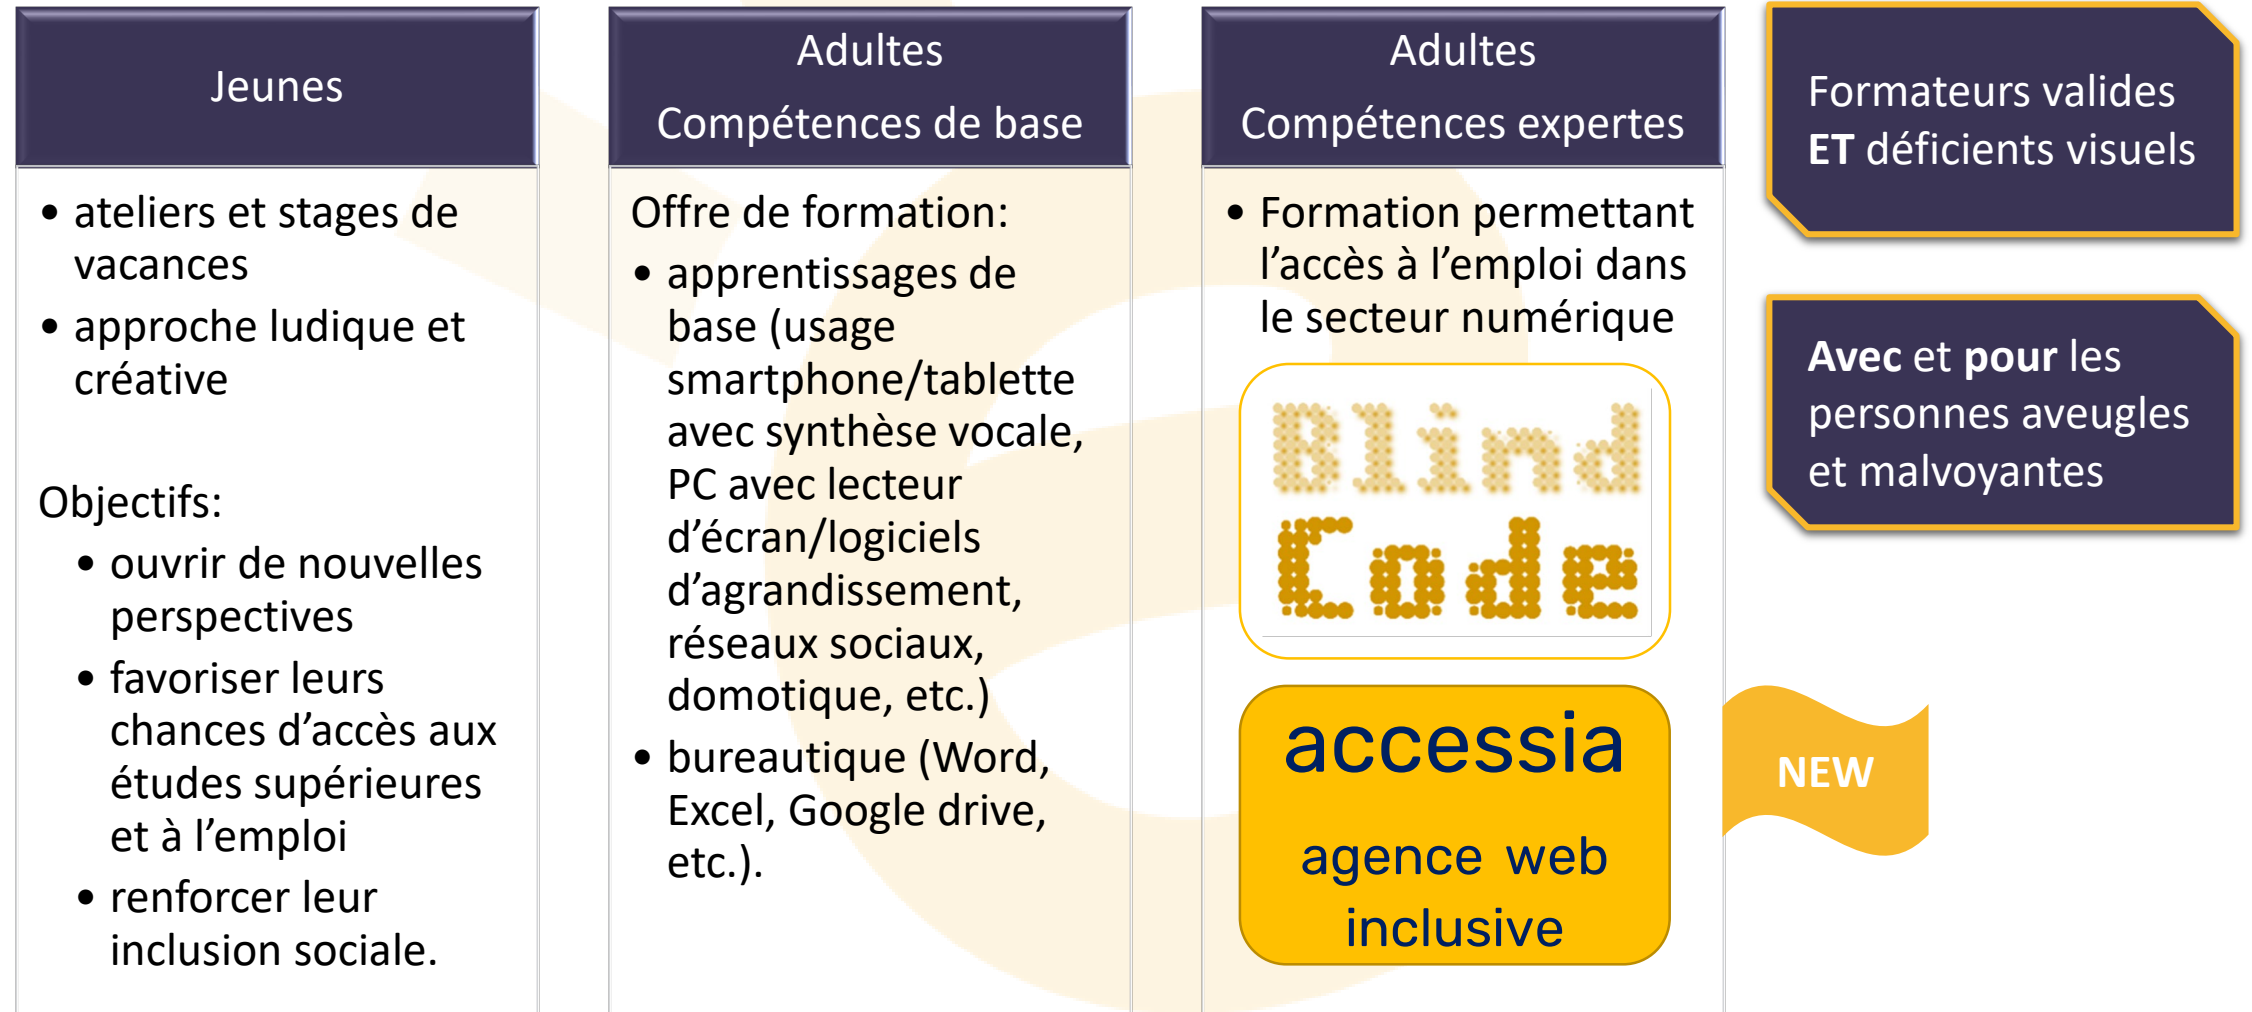 Jeunes
• ateliers et stages de
vacances
• approche ludique et
créative
Objectifs:
• ouvrir de nouvelles
perspectives
• favoriser leurs
chances d’accès aux
études supérieures
et à l’emploi
• renforcer leur
inclusion sociale.
Adultes
Compétences de base
Offre de formation:
• apprentissages de
base (usage
smartphone/tablette
avec synthèse vocale,
PC avec lecteur
d’écran/logiciels
d’agrandissement,
réseaux sociaux,
domotique, etc.)
• bureautique (Word,
Excel, Google drive,
etc.).
Adultes
Compétences expertes
• Formation permettant
l’accès à l’emploi dans
le secteur numérique
Blind
Code
accessia
agence web
inclusive
NEW
Formateurs valides
ET déficients visuels
Avec et pour les
personnes aveugles
et malvoyantes